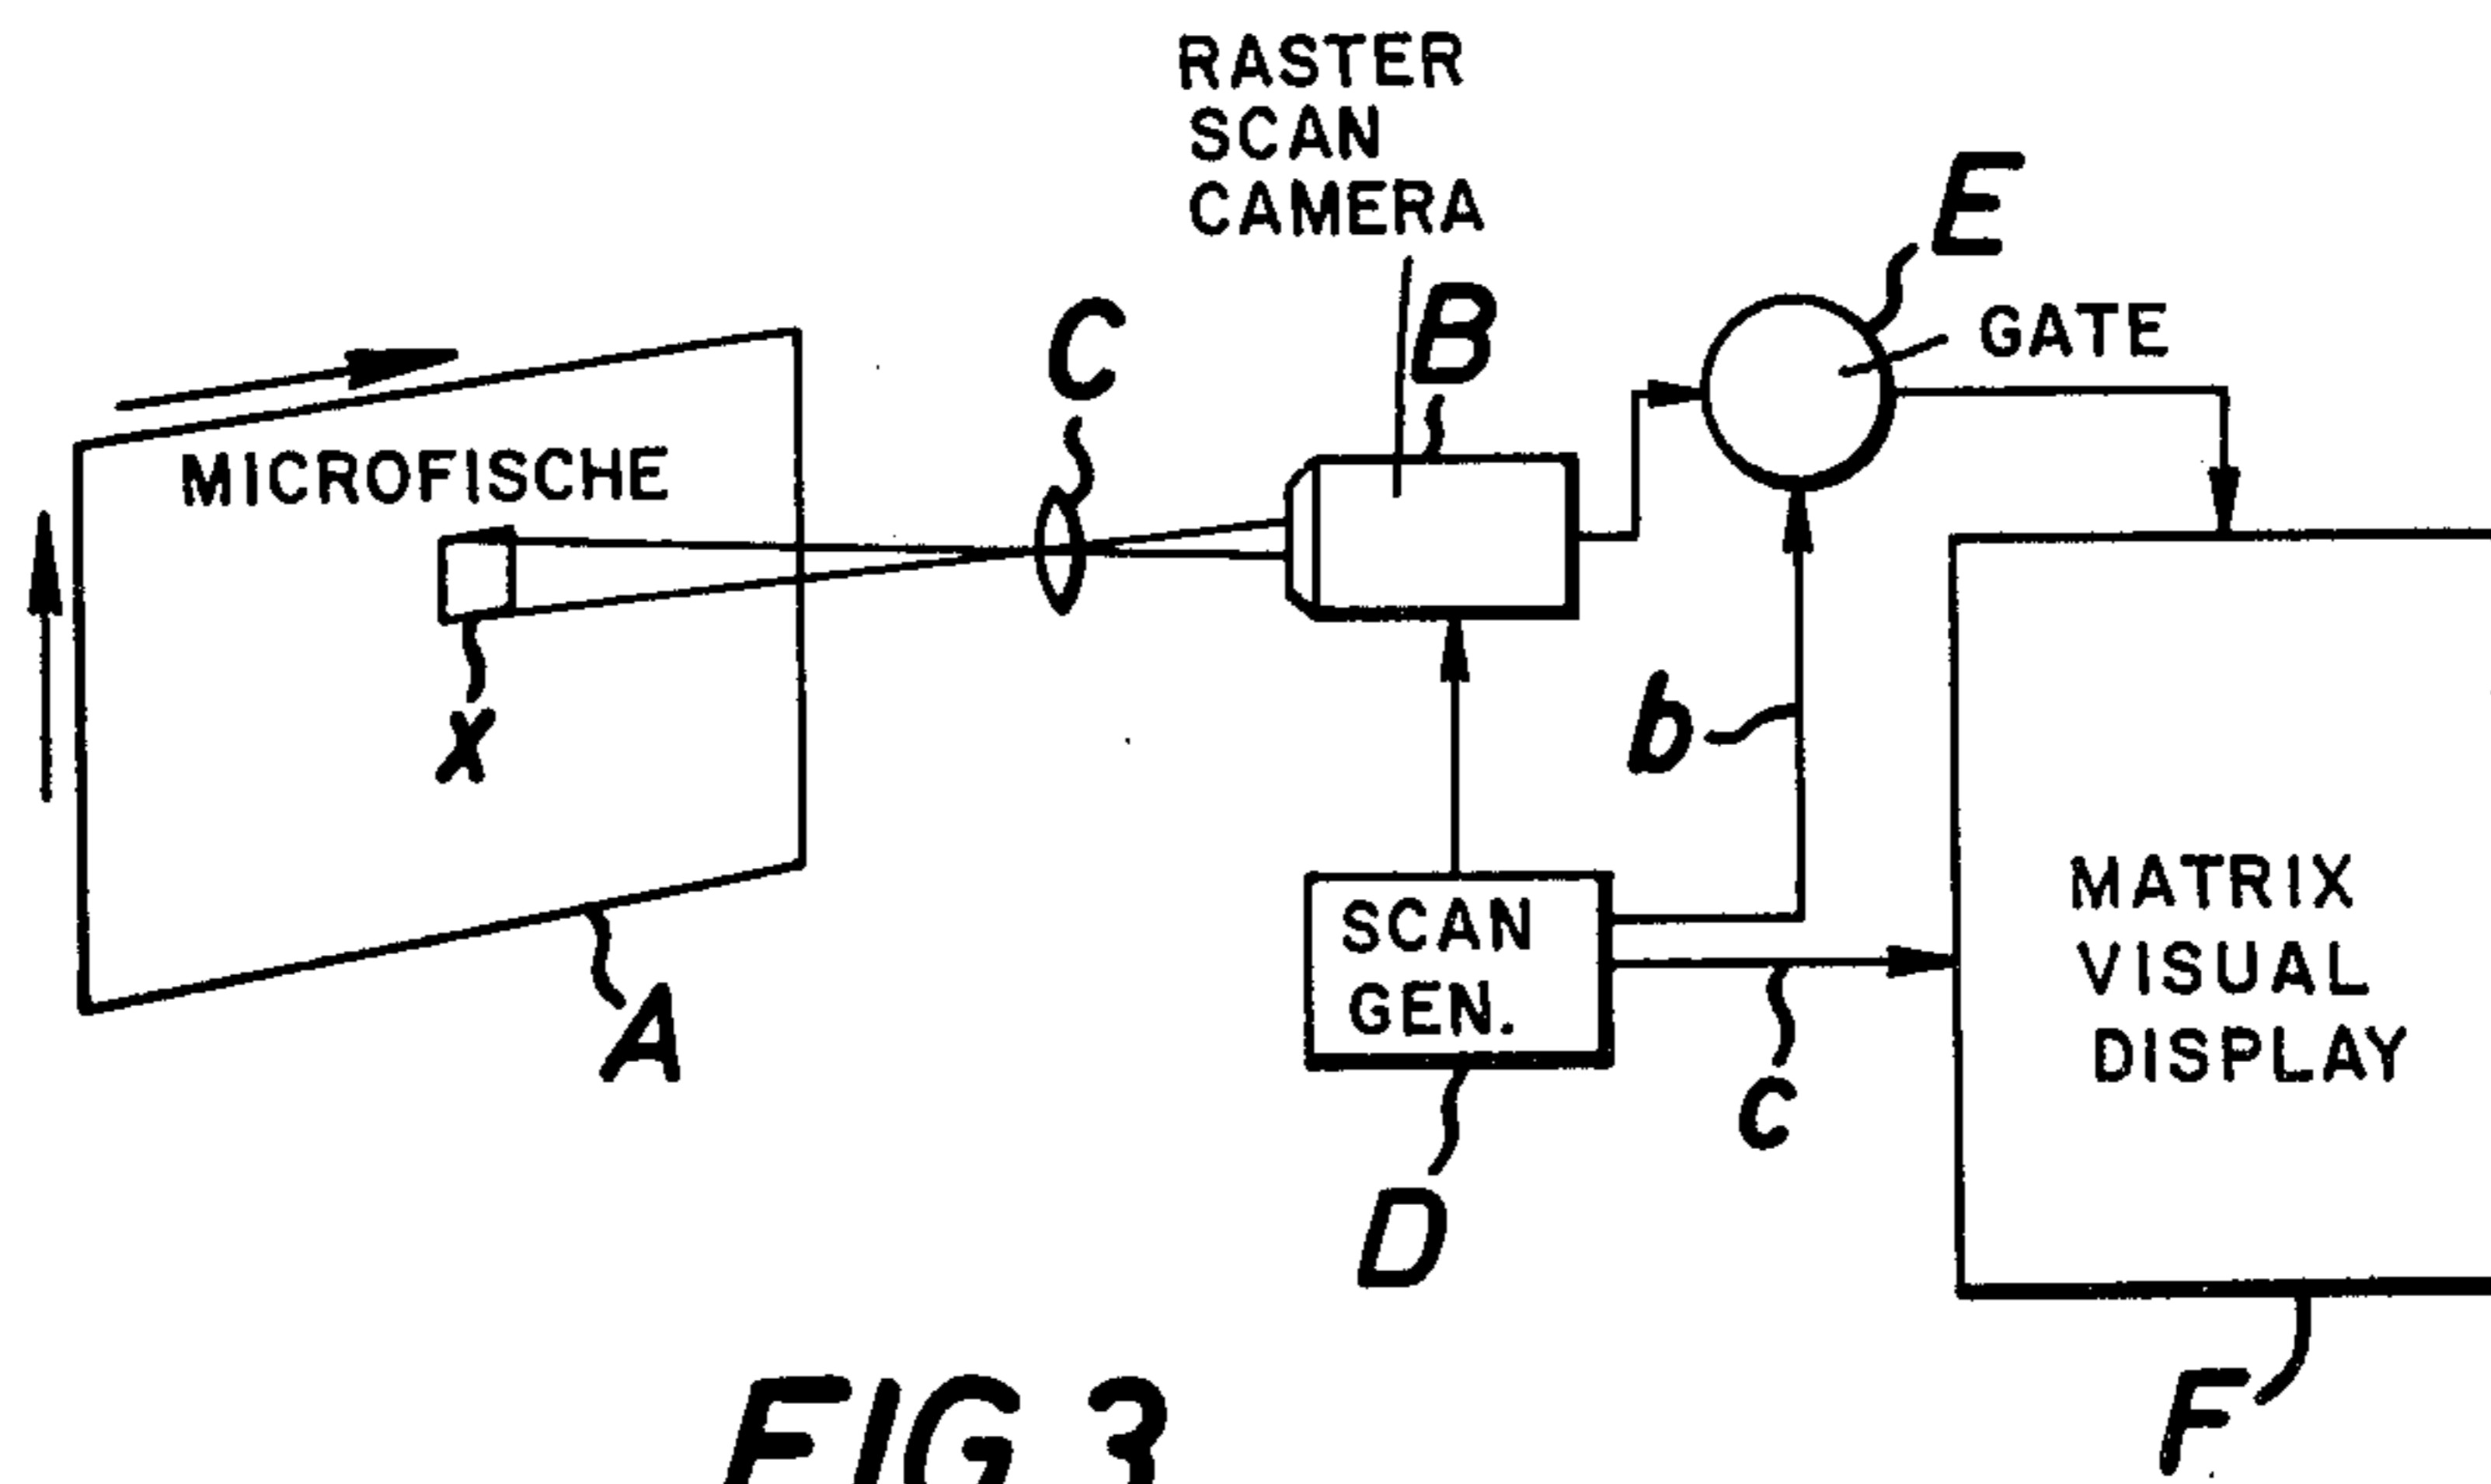 RASTER
SCAN
CAMERA
E
C
B
GATE
MICROFISCHE
X
b
SCAN
GEN.
MATRIX
VISUAL
DISPLAY
A
C
D
F
FIG 3